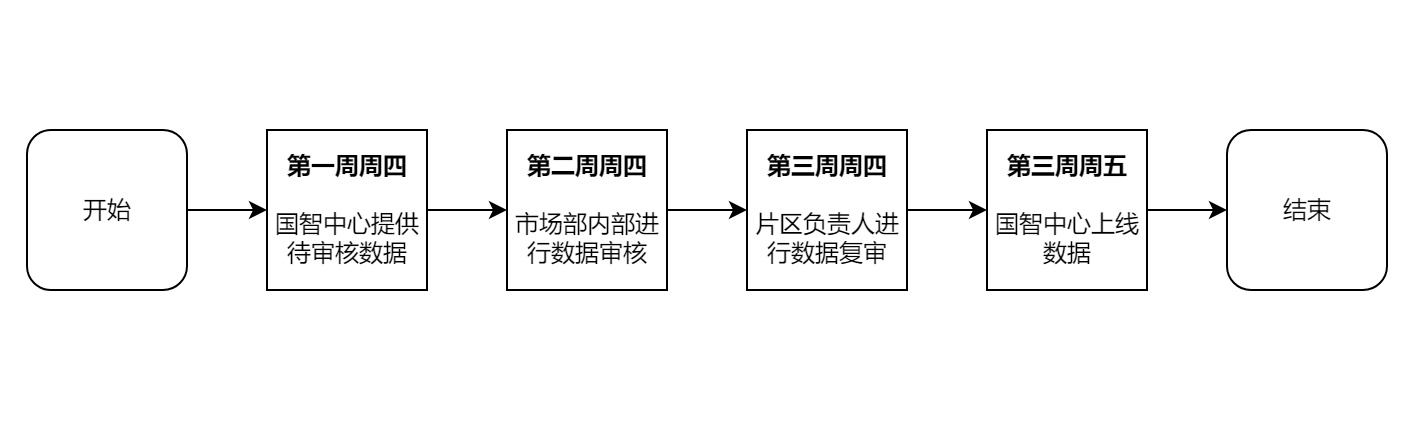 开始
第一周周四
国智中心提供
待审核数据
第二周周四
市场部内部进
行数据审核
第三周周四
片区负责人进
行数据复审
第三周周五
国智中心上线
数据
结束